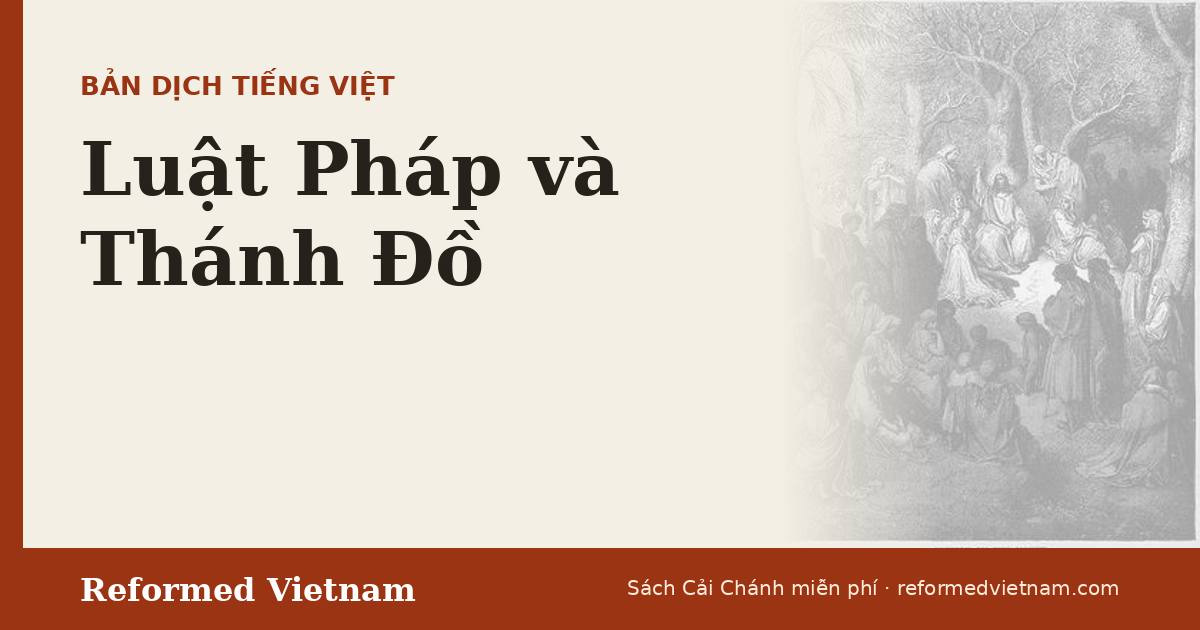 BẢN DỊCH TIẾNG VIỆT
Luật Pháp và
Thánh Đồ
Reformed Vietnam
Sách Cải Chánh miễn phí · reformedvietnam.com